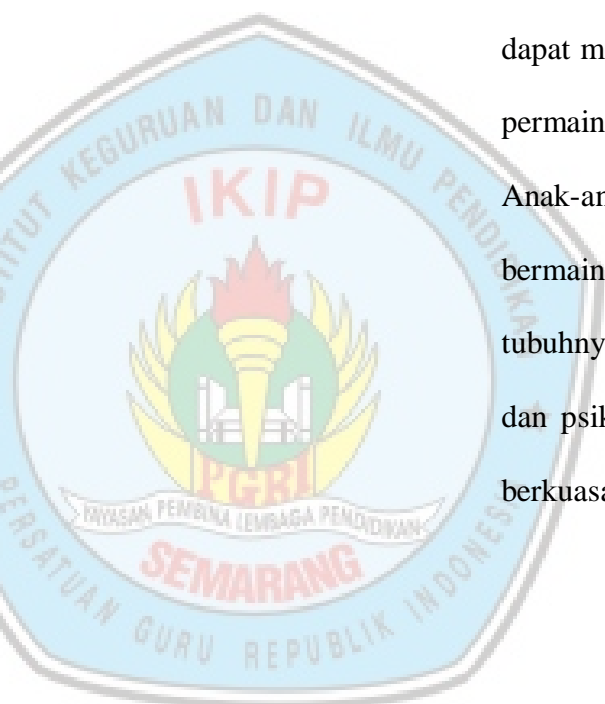 INSTITUT KEGURUAN DAN ILMU PENDIDIKAN
IKIP
PGRI
YAYASAN PEMBINA LEMBAGA PENDIDIKAN
SEMARANG
PERSATUAN GURU REPUBLIK INDONESIA
dapat m
permain
Anak-an
bermain
tubuhny
dan psik
berkuasa